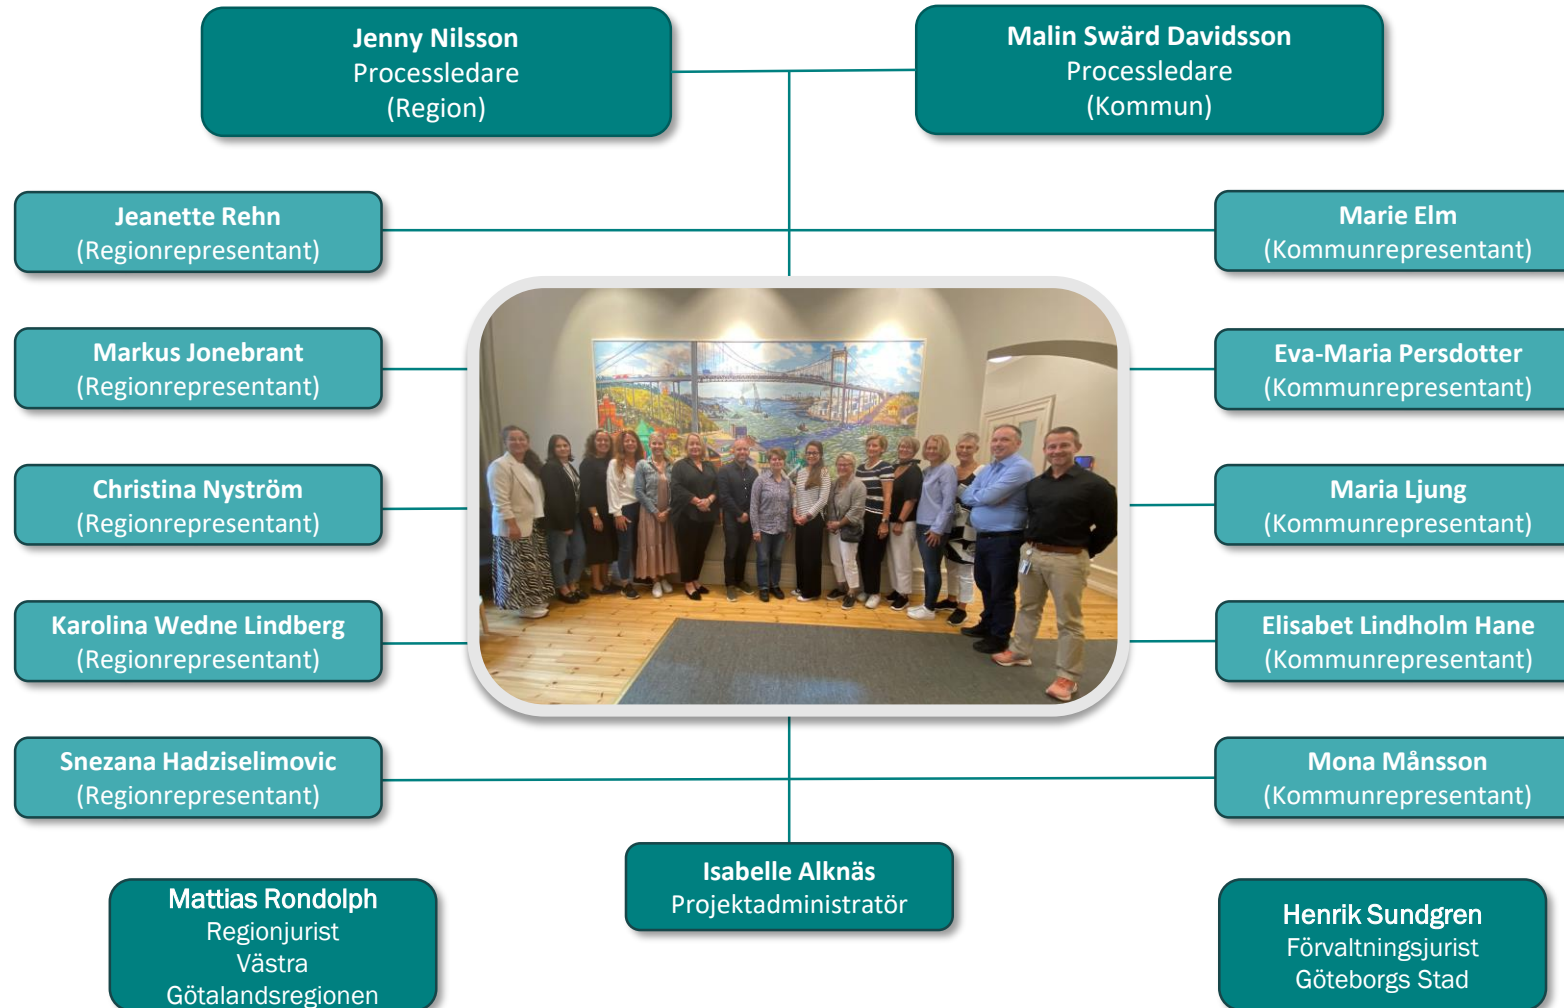 Jenny Nilsson
Processledare
(Region)
Malin Swärd Davidsson
Processledare
(Kommun)
Jeanette Rehn
(Regionrepresentant)
Marie Elm
(Kommunrepresentant)
Markus Jonebrant
(Regionrepresentant)
Eva-Maria Persdotter
(Kommunrepresentant)
Christina Nyström
(Regionrepresentant)
Maria Ljung
(Kommunrepresentant)
Karolina Wedne Lindberg
(Regionrepresentant)
Elisabet Lindholm Hane
(Kommunrepresentant)
Snezana Hadziselimovic
(Regionrepresentant)
Mona Månsson
(Kommunrepresentant)
Isabelle Alknäs
Projektadministratör
Mattias Rondolph
Regionjurist
Västra
Götalandsregionen
Henrik Sundgren
Förvaltningsjurist
Göteborgs Stad